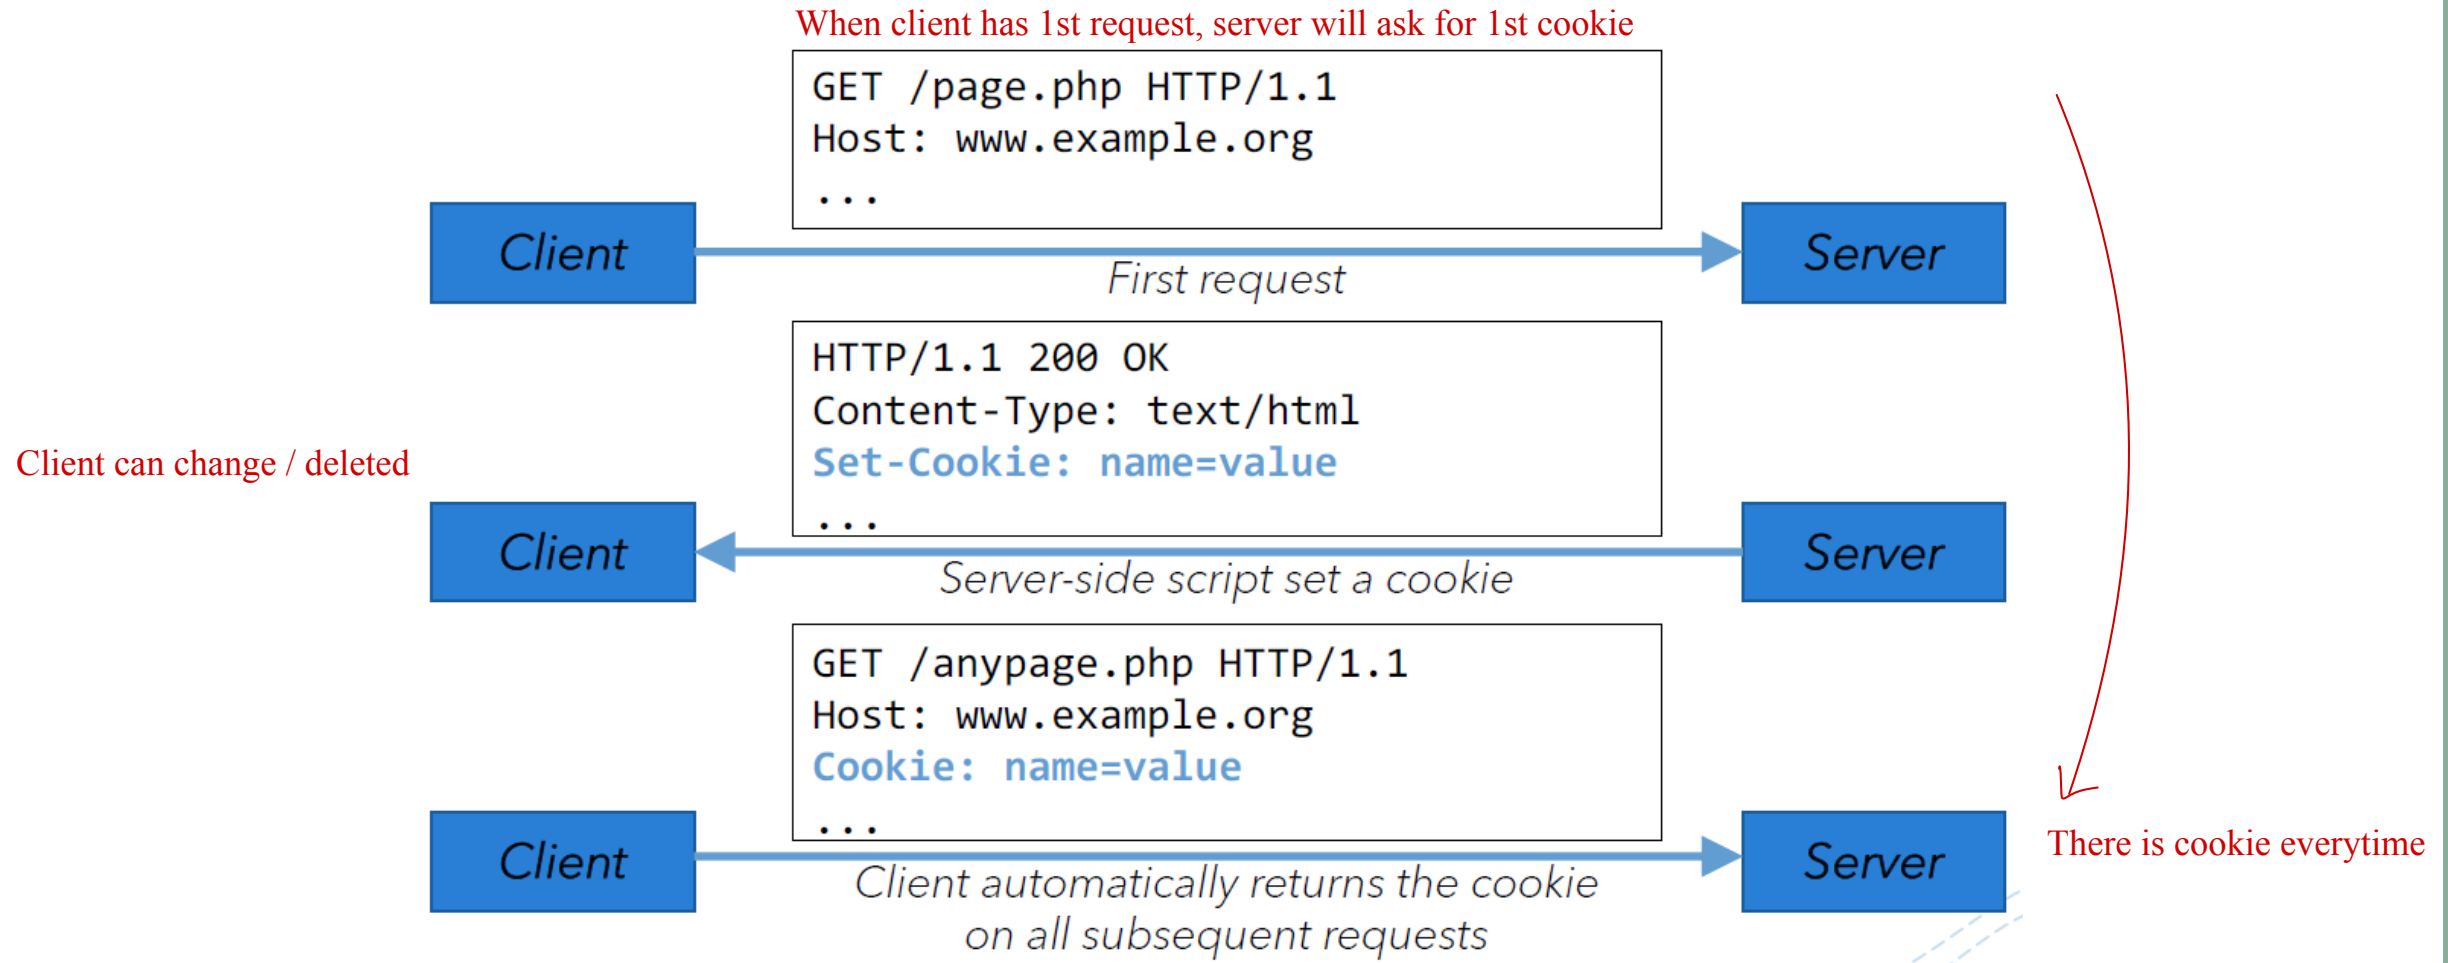 When client has 1st request, server will ask for 1st cookie
GET /page.php HTTP/1.1
Host: www.example.org
...
Client
Server
First request
HTTP/1.1 200 OK
Content-Type: text/html
Set-Cookie: name=value
...
Client can change / deleted
Client
Server
Server-side script set a cookie
GET /anypage.php HTTP/1.1
Host: www.example.org
Cookie: name=value
...
Client
Server
There is cookie everytime
Client automatically returns the cookie
on all subsequent requests